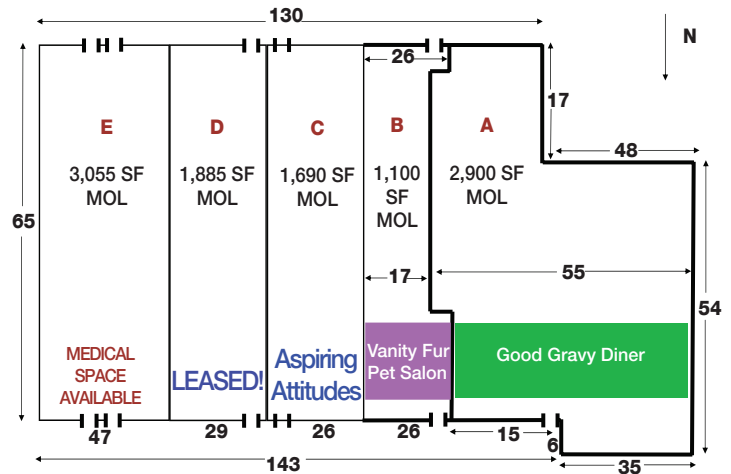 130
N
26
17
E
D
C
B
A
48
3,055 SF
MOL
1,885 SF
MOL
1,690 SF
MOL
1,100
SF
MOL
2,900 SF
MOL
65
17
55
54
MEDICAL
SPACE
AVAILABLE
LEASED!
Aspiring
Attitudes
Vanity Fur
Pet Salon
Good Gravy Diner
47
29
26
26
15
6
143
35